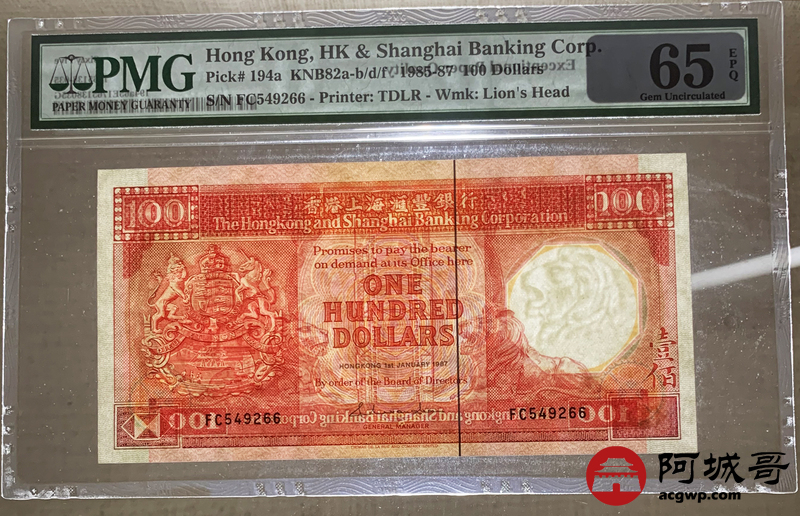 PMG
PAPER MONEY GUARANTY
Hong Kong, HK & Shanghai Banking Corp.
Pick# 194a KNB82a-b/d/f 1985-87 100 Dollars
S/N FC549266 - Printer: TDLR - Wmk: Lion's Head
65
EPQ
Gem Uncirculated
100
香港上海滙豐銀行
100
The Hongkong and Shanghai Banking Corporation
Promises to pay the bearer
on demand at its Office here
ONE
HUNDRED
DOLLARS
HONGKONG 1ST JANUARY 1987
By order of the Board of Directors
壹佰
FC549266
FC549266
GENERAL MANAGER
阿城哥
acgwp.com